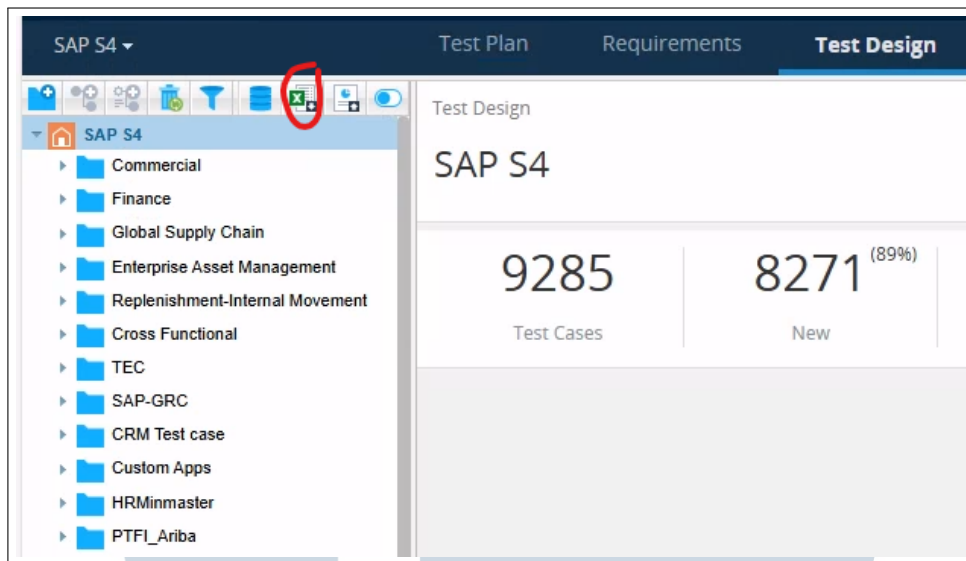 SAP S4
Test Plan
Requirements
Test Design
SAP S4
Commercial
Finance
Global Supply Chain
Enterprise Asset Management
Replenishment-Internal Movement
Cross Functional
TEC
SAP-GRC
CRM Test case
Custom Apps
HRMinmaster
PTFI_Ariba
Test Design
SAP S4
9285
Test Cases
8271 (89%)
New